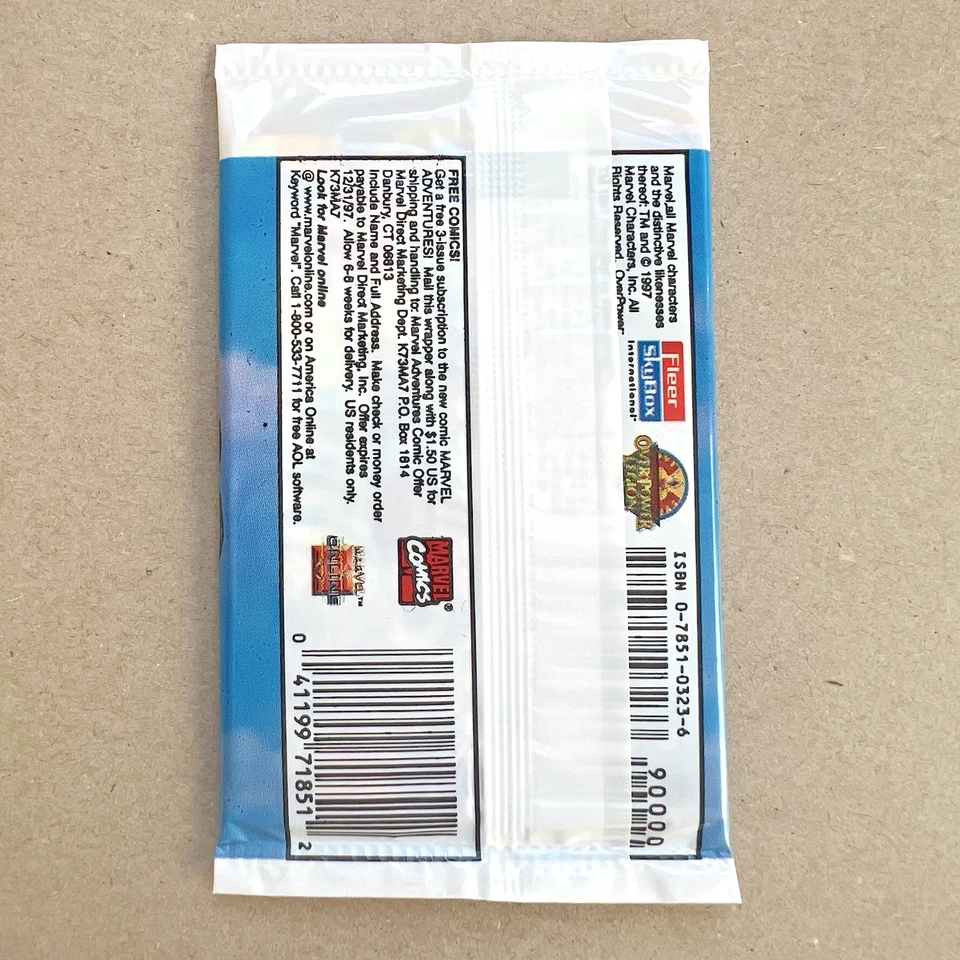 Marvel,all Marvel characters
and the distinctive likenesses
thereof: TM and © 1997
Marvel Characters, Inc. All
Rights Reserved. OverPower
Fleer
SkyBox
International
OVERPOWER
LEGION
ISBN 0-7851-0323-6
90000
FREE COMICS!
Get a free 3-issue subscription to the new comic MARVEL
ADVENTURES! Mail this wrapper along with $1.50 US for
shipping and handling to: Marvel Adventures Comic Offer
Marvel Direct Marketing Dept. K73MA7 P.O. Box 1814
Danbury, CT 06813
Include Name and Full Address. Make check or money order
payable to Marvel Direct Marketing, Inc. Offer expires
12/31/97. Allow 6-8 weeks for delivery. US residents only.
K73MA7
Look for Marvel online
@ www.marvelonline.com or on America Online at
Keyword "Marvel". Call 1-800-533-7711 for free AOL software.
MARVEL
COMICS ®
MARVEL™
ONLINE
0 41199 71851 2